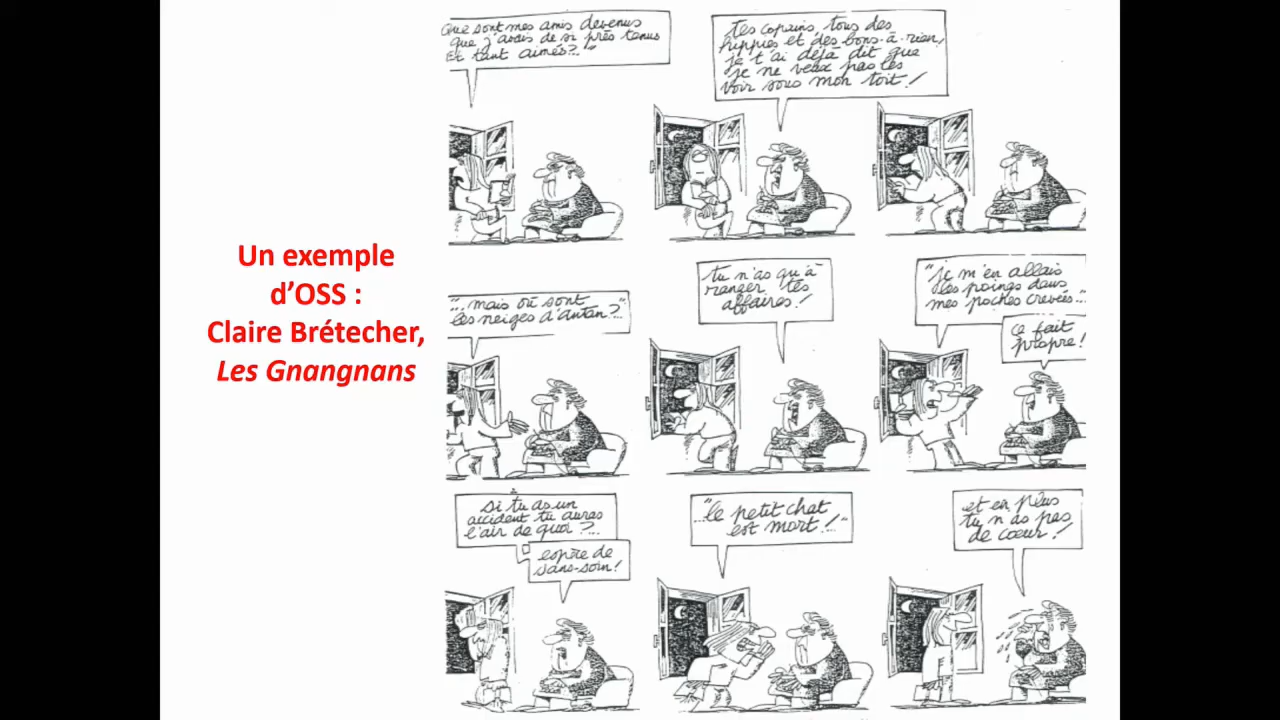 Un exemple
d’OSS :
Claire Brétecher,
Les Gnangnans
Que sont mes amis devenus
que j'avais de si près tenus
Et tant aimés?.."
tes copains tous des
hippies et des bons-à-rien,
je t'ai déjà dit que
je ne veux pas les
voir sous mon toit!
"...mais où sont
les neiges d'antan?.."
tu n'as qu'à
ranger tes
affaires!
"je m'en allais
les poings dans
mes poches crevées...
ça fait
propre!
si tu as un
accident tu auras
l'air de quoi?...
espèce de
sans-soin!
"le petit chat
est mort!.."
et en plus
tu n'as pas
de cœur!